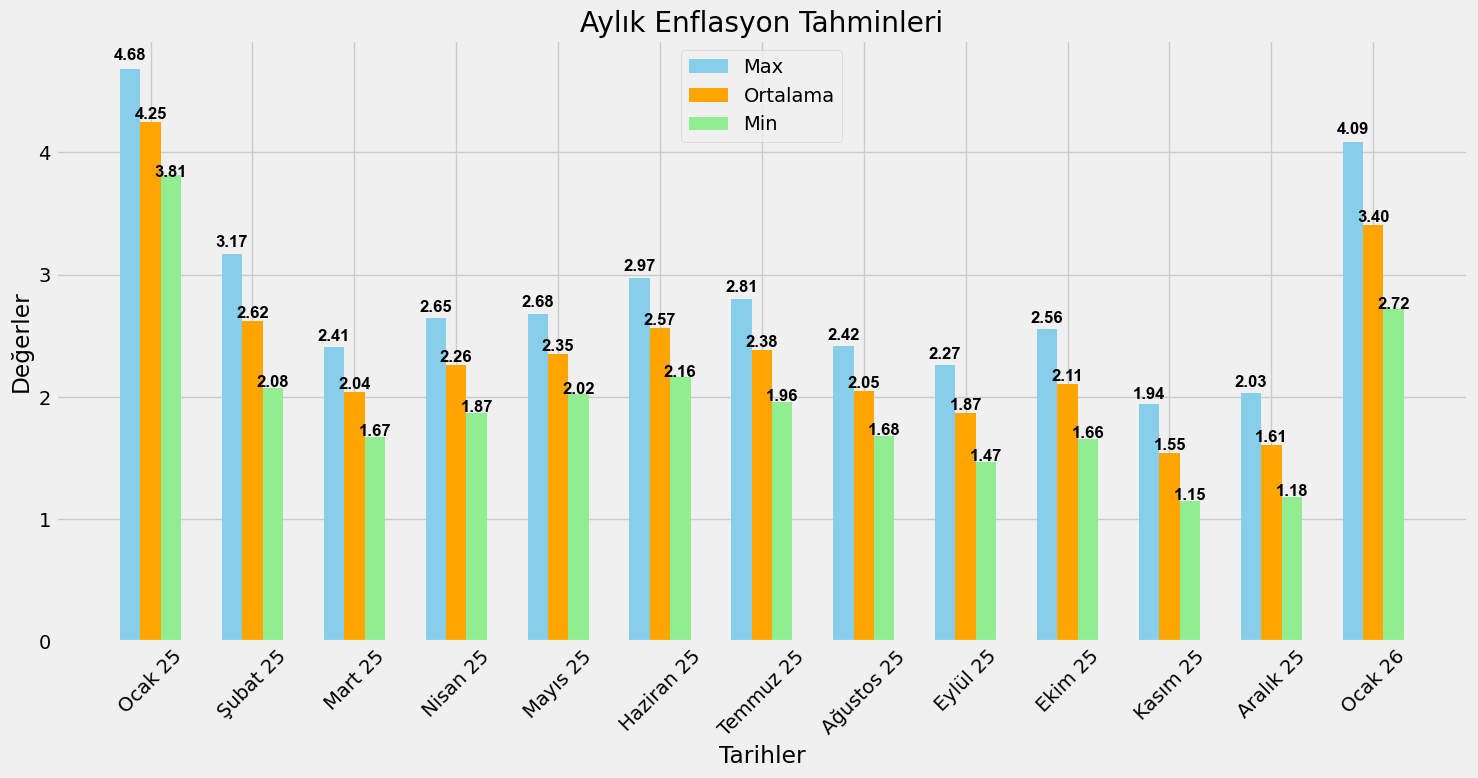 Aylık Enflasyon Tahminleri
Max
Ortalama
Min
Değerler
4
3
2
1
0
4.68
4.25
3.81
3.17
2.62
2.08
2.41
2.04
1.67
2.65
2.26
1.87
2.68
2.35
2.02
2.97
2.57
2.16
2.81
2.38
1.96
2.42
2.05
1.68
2.27
1.87
1.47
2.56
2.11
1.66
1.94
1.55
1.15
2.03
1.61
1.18
4.09
3.40
2.72
Ocak 25
Şubat 25
Mart 25
Nisan 25
Mayıs 25
Haziran 25
Temmuz 25
Ağustos 25
Eylül 25
Ekim 25
Kasım 25
Aralık 25
Ocak 26
Tarihler